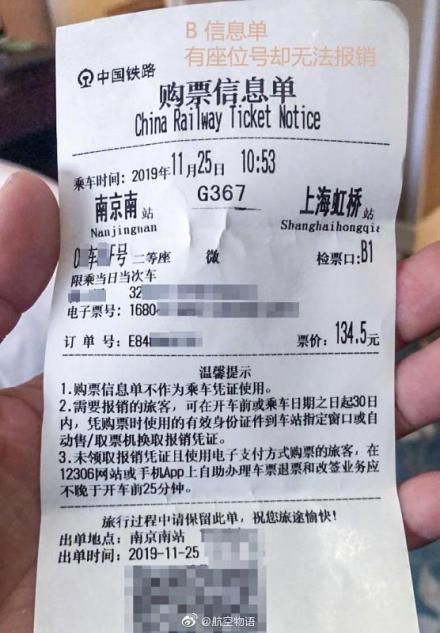 B 信息单
有座位号却无法报销
中国铁路
购票信息单
China Railway Ticket Notice
乘车时间：2019年11月25日 10:53
南京南站 G367 上海虹桥站
Nanjingnan Shanghaihongqi
0 车 F号 二等座 微 检票口:B1
限乘当日当次车
32
电子票号：1680
订 单 号：E84 票价：134.5元
温馨提示
1.购票信息单不作为乘车凭证使用。
2.需要报销的旅客，可在开车前或乘车日期之日起30日
内，凭购票时使用的有效身份证件到车站指定窗口或自
动售/取票机换取报销凭证。
3.未领取报销凭证且使用电子支付方式购票的旅客，在
12306网站或手机App上自助办理车票退票和改签业务应
不晚于开车前25分钟。
旅行过程中请保留此单，祝您旅途愉快！
出单地点：南京南站
出单时间：2019-11-25
@航空物语